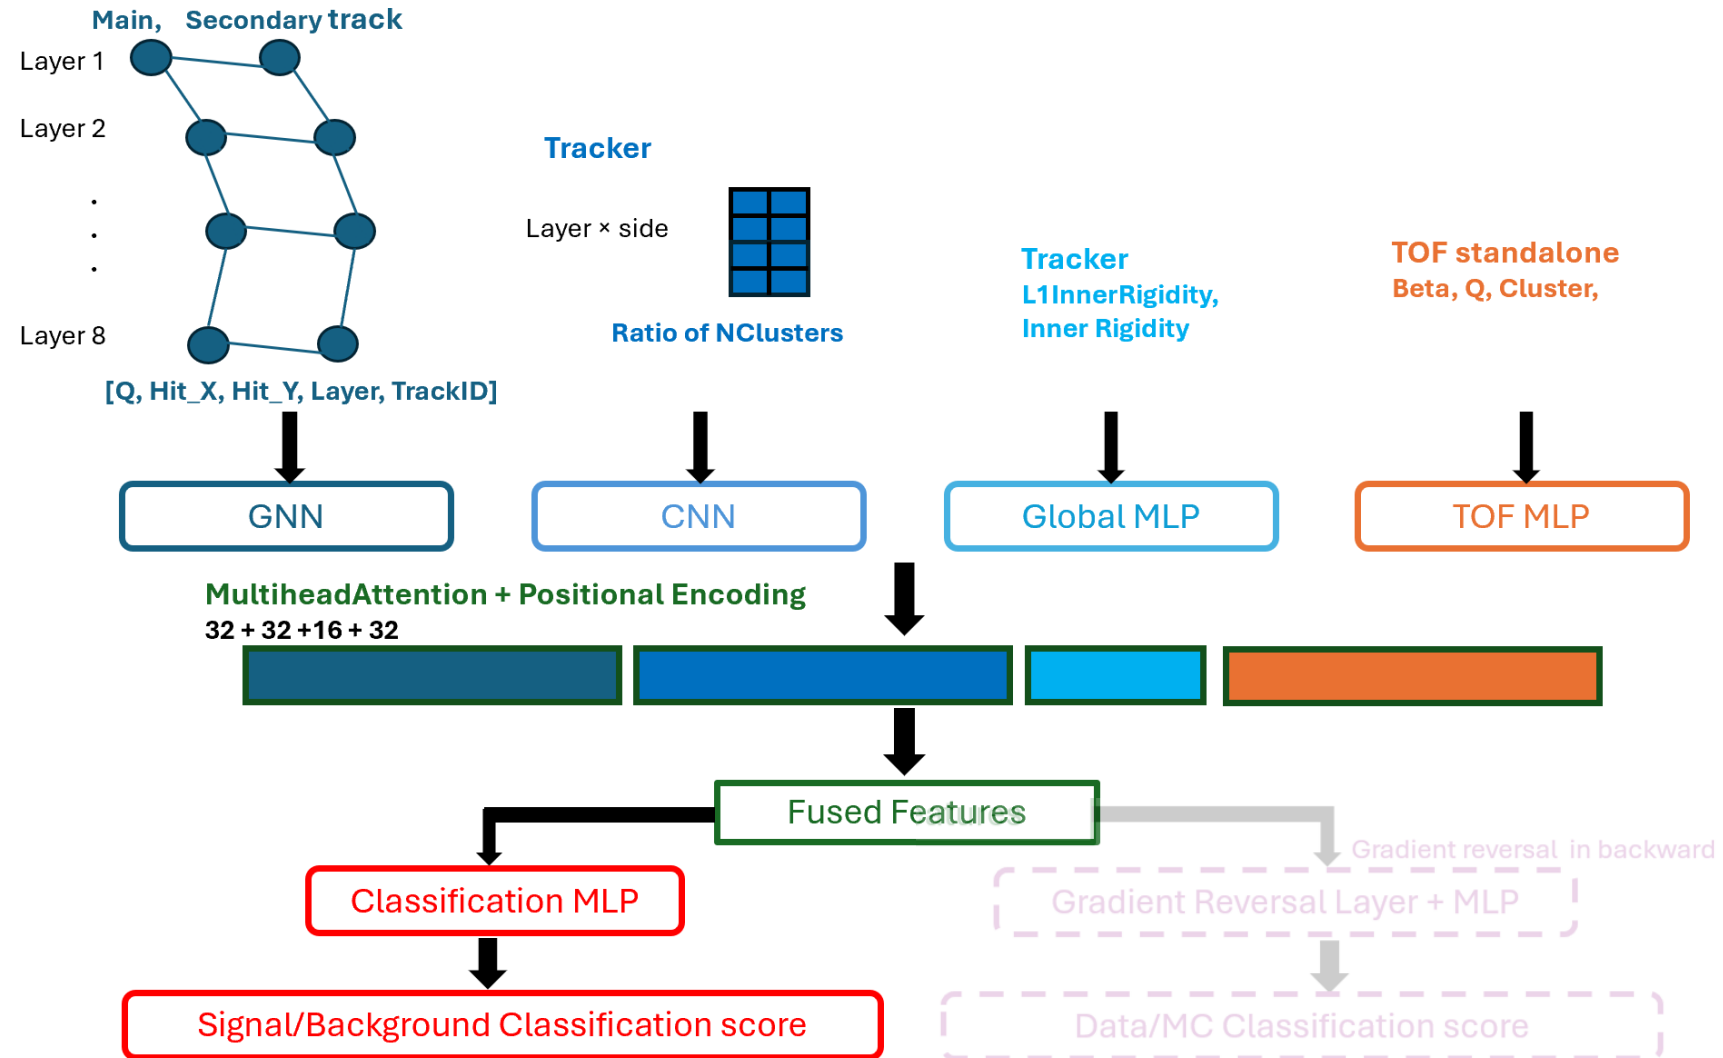 Main, Secondary track
Layer 1
Layer 2
.
.
.
Layer 8
[Q, Hit_X, Hit_Y, Layer, TrackID]
Tracker
Layer × side
Ratio of NClusters
Tracker
L1InnerRigidity,
Inner Rigidity
TOF standalone
Beta, Q, Cluster,
GNN
CNN
Global MLP
TOF MLP
MultiheadAttention + Positional Encoding
32 + 32 +16 + 32
Fused Features
Gradient reversal in backward
Classification MLP
Gradient Reversal Layer + MLP
Signal/Background Classification score
Data/MC Classification score